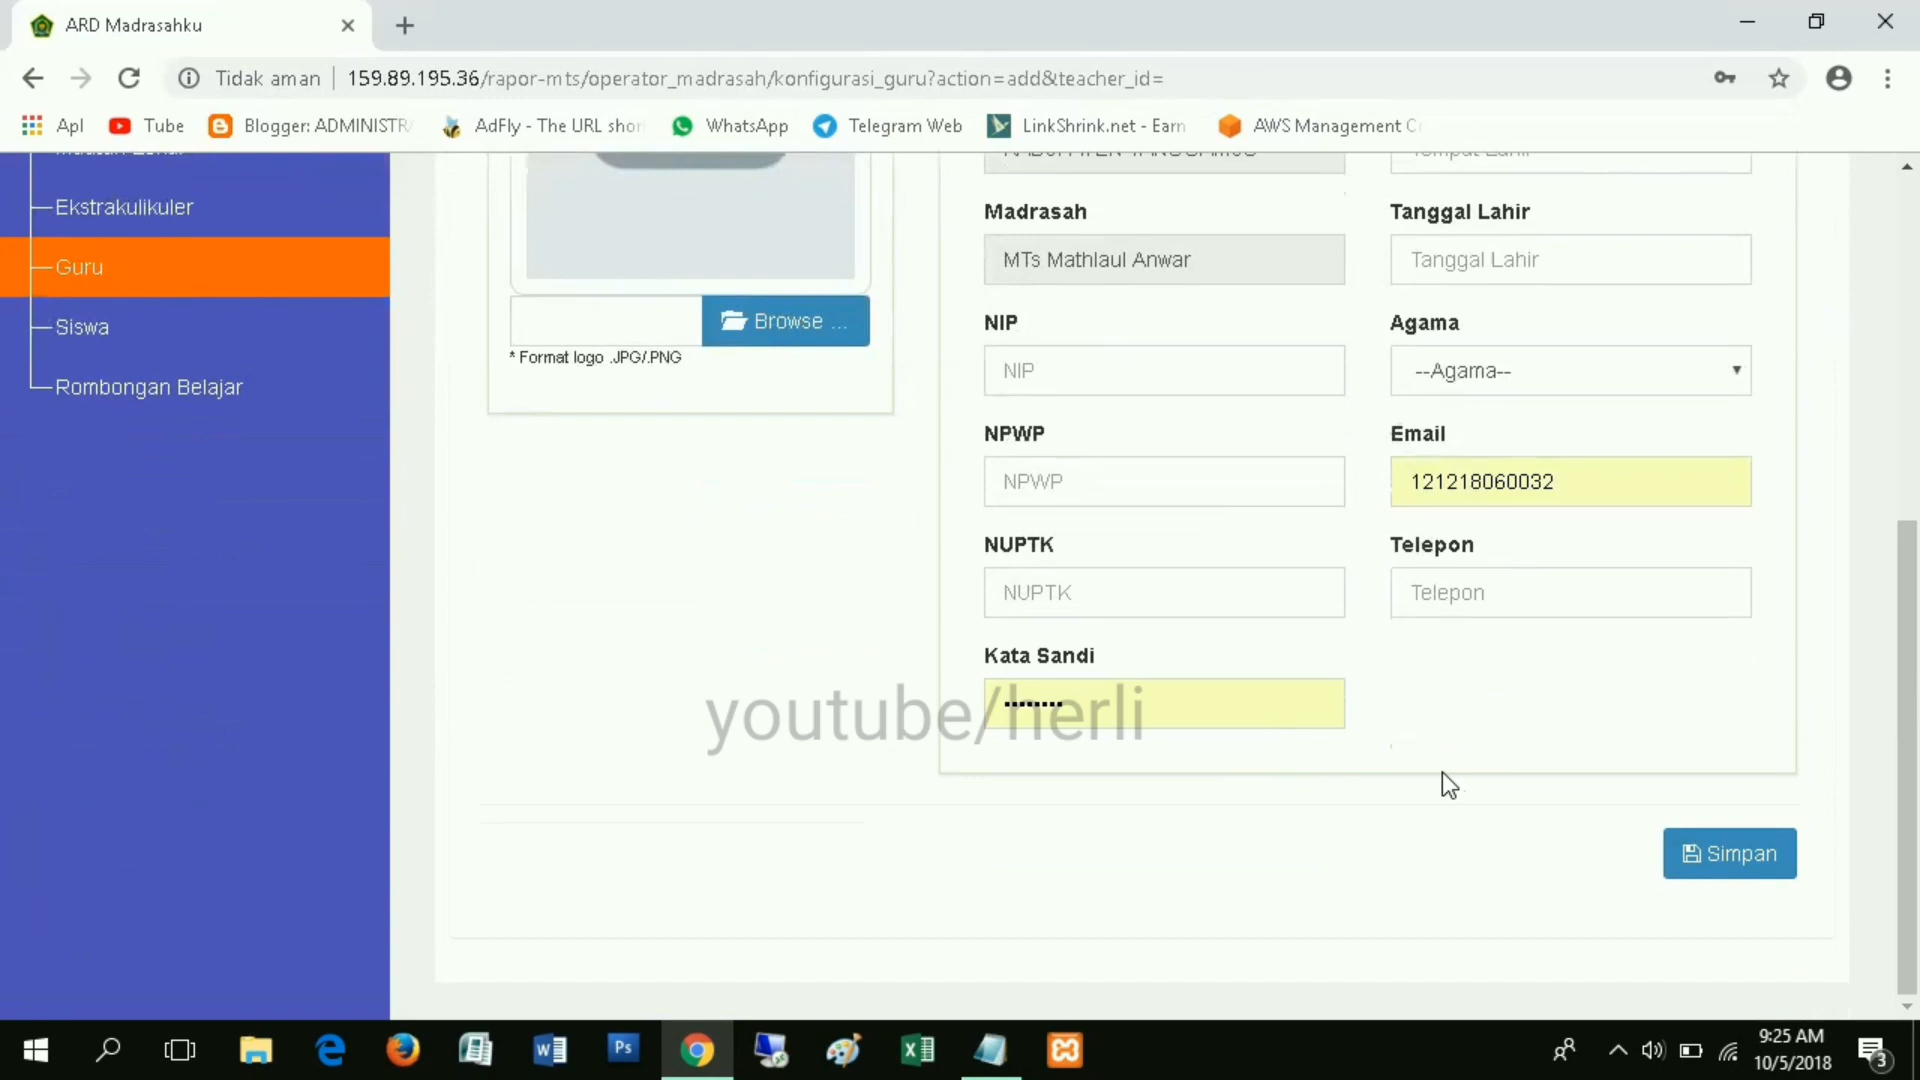 ARD Madrasahku
Tidak aman
159.89.195.36/rapor-mts/operator_madrasah/konfigurasi_guru?action=add&teacher_id=
Apl
Tube
Blogger: ADMINISTR
AdFly - The URL shor
WhatsApp
Telegram Web
LinkShrink.net - Earn
AWS Management C
Ekstrakulikuler
Guru
Siswa
Rombongan Belajar
Browse ...
* Format logo .JPG/.PNG
Tempat Lahir
Madrasah
Tanggal Lahir
MTs Mathlaul Anwar
Tanggal Lahir
NIP
Agama
NIP
--Agama--
NPWP
Email
NPWP
121218060032
NUPTK
Telepon
NUPTK
Telepon
Kata Sandi
youtube/herli
Simpan
9:25 AM
10/5/2018
3